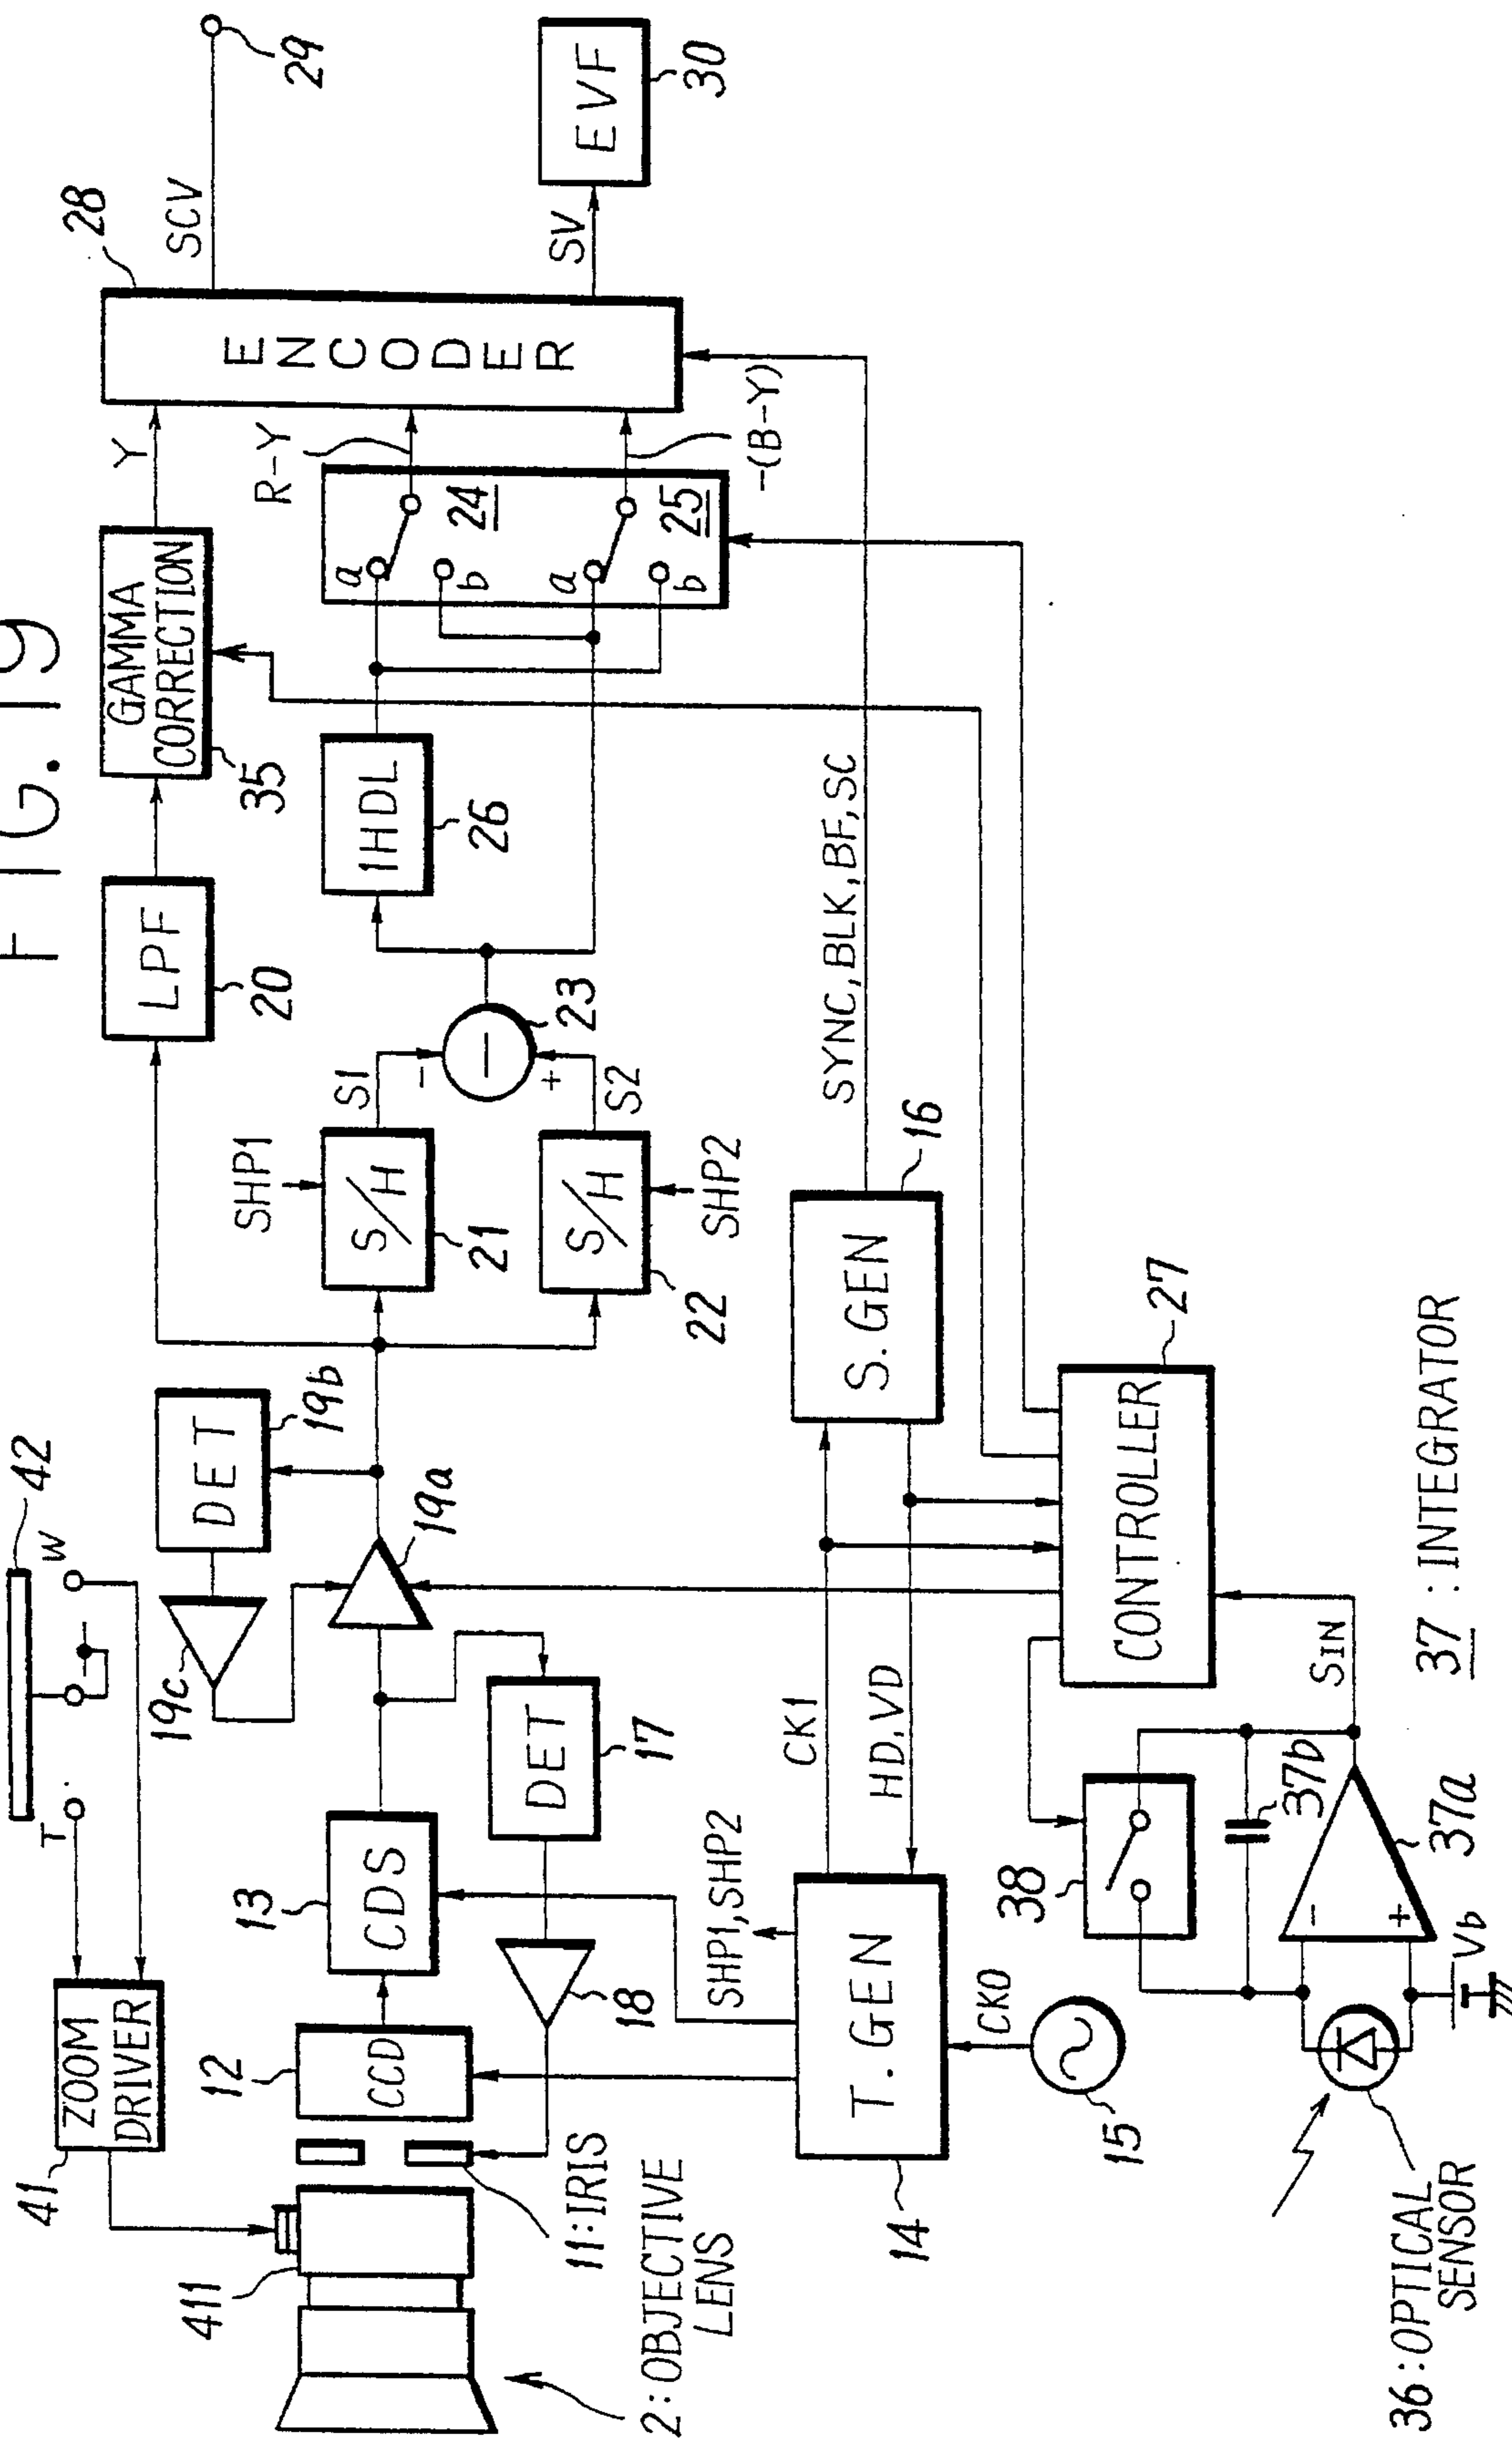 FIG. 19
42
T
W
41
ZOOM
DRIVER
411
2:OBJECTIVE
LENS
11:IRIS
12
CCD
13
CDS
18
DET
17
19a
19b
DET
19c
LPF
20
GAMMA
CORRECTION
35
Y
SHP1
S/H
21
S1
-
S/H
22
SHP2
S2
+
23
1HDL
26
a
b
24
a
b
25
R-Y
-(B-Y)
28
ENCODER
SCV
29
SV
EVF
30
T. GEN
14
SHP1,SHP2
CK0
15
CK1
HD,VD
S. GEN
16
SYNC,BLK,BF,SC
CONTROLLER
27
SIN
38
37b
37a
-
+
Vb
36:OPTICAL
SENSOR
37 : INTEGRATOR